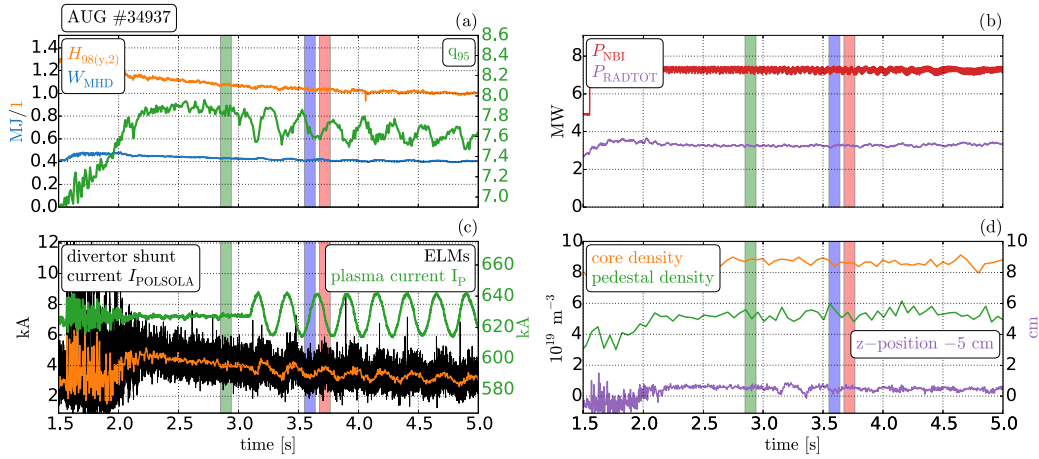 AUG #34937
(a)
H98(y,2)
WMHD
q95
MJ/1
1.4
1.2
1.0
0.8
0.6
0.4
0.2
0.0
8.6
8.4
8.2
8.0
7.8
7.6
7.4
7.2
7.0
(b)
PNBI
PRADTOT
MW
8
6
4
2
0
(c)
divertor shunt
current IPOLSOLA
ELMs
plasma current IP
kA
12
10
8
6
4
2
660
640
620
600
580
kA
1.5 2.0 2.5 3.0 3.5 4.0 4.5 5.0
time [s]
(d)
core density
pedestal density
z-position −5 cm
10^19 m^−3
10
8
6
4
2
0
10
8
6
4
2
0
cm
1.5 2.0 2.5 3.0 3.5 4.0 4.5 5.0
time [s]